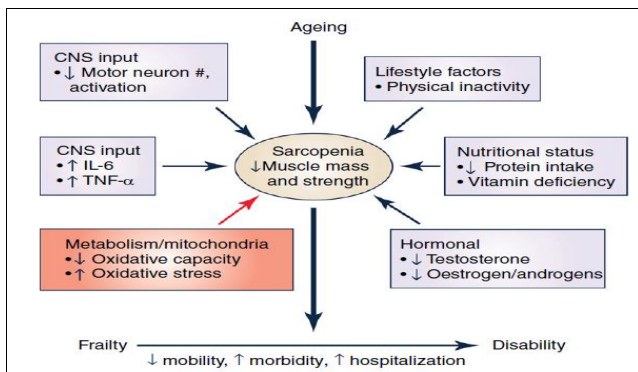 Ageing
CNS input
•↓ Motor neuron #,
activation
Lifestyle factors
• Physical inactivity
CNS input
•↑ IL-6
•↑ TNF-α
Sarcopenia
↓Muscle mass
and strength
Nutritional status
•↓ Protein intake
• Vitamin deficiency
Metabolism/mitochondria
•↓ Oxidative capacity
•↑ Oxidative stress
Hormonal
•↓ Testosterone
•↓ Oestrogen/androgens
Frailty
Disability
↓ mobility, ↑ morbidity, ↑ hospitalization